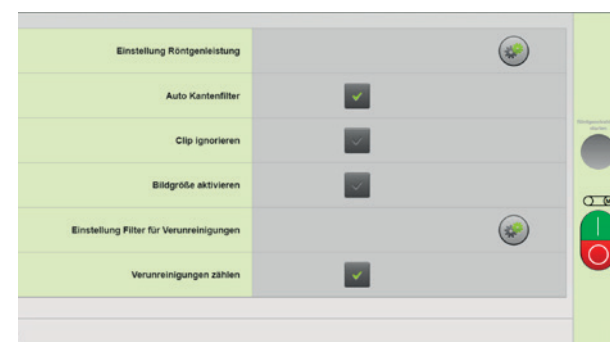 Einstellung Röntgenleistung
Auto Kantenfilter
Clip ignorieren
Bildgröße aktivieren
Einstellung Filter für Verunreinigungen
Verunreinigungen zählen